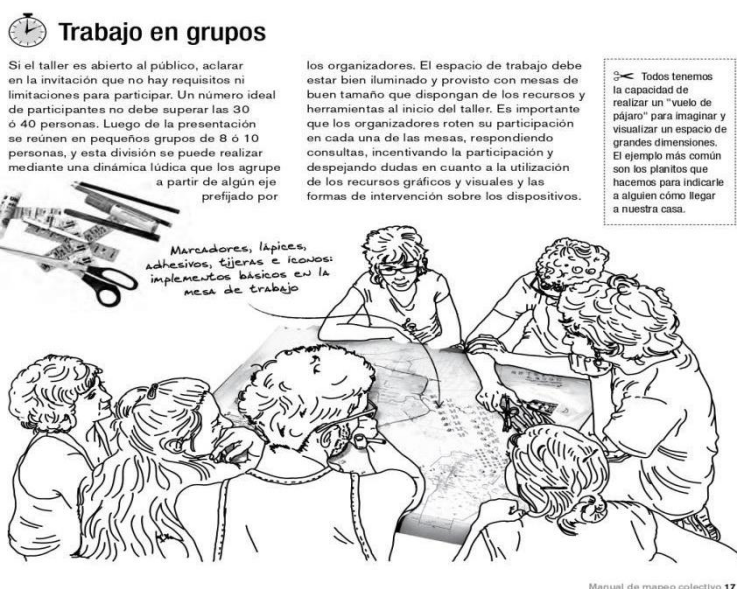 Trabajo en grupos
Si el taller es abierto al público, aclarar
en la invitación que no hay requisitos ni
limitaciones para participar. Un número ideal
de participantes no debe superar las 30
ó 40 personas. Luego de la presentación
se reúnen en pequeños grupos de 8 ó 10
personas, y esta división se puede realizar
mediante una dinámica lúdica que los agrupe
a partir de algún eje
prefijado por
los organizadores. El espacio de trabajo debe
estar bien iluminado y provisto con mesas de
buen tamaño que dispongan de los recursos y
herramientas al inicio del taller. Es importante
que los organizadores roten su participación
en cada una de las mesas, respondiendo
consultas, incentivando la participación y
despejando dudas en cuanto a la utilización
de los recursos gráficos y visuales y las
formas de intervención sobre los dispositivos.
Todos tenemos
la capacidad de
realizar un "vuelo de
pájaro" para imaginar y
visualizar un espacio de
grandes dimensiones.
El ejemplo más común
son los planitos que
hacemos para indicarle
a alguien cómo llegar
a nuestra casa.
Marcadores, lápices,
adhesivos, tijeras e iconos:
implementos básicos en la
mesa de trabajo
Manual de mapeo colectivo 17